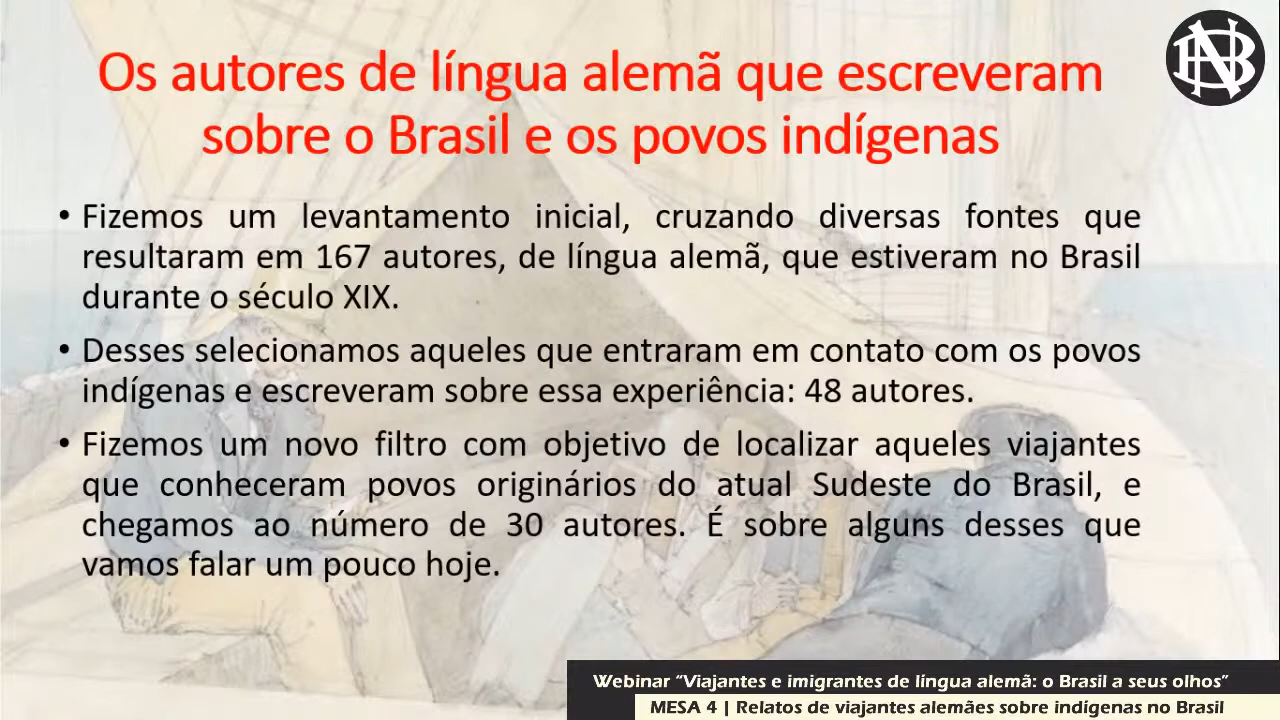 Os autores de língua alemã que escreveram
sobre o Brasil e os povos indígenas
• Fizemos um levantamento inicial, cruzando diversas fontes que
resultaram em 167 autores, de língua alemã, que estiveram no Brasil
durante o século XIX.
• Desses selecionamos aqueles que entraram em contato com os povos
indígenas e escreveram sobre essa experiência: 48 autores.
• Fizemos um novo filtro com objetivo de localizar aqueles viajantes
que conheceram povos originários do atual Sudeste do Brasil, e
chegamos ao número de 30 autores. É sobre alguns desses que
vamos falar um pouco hoje.
Webinar “Viajantes e imigrantes de língua alemã: o Brasil a seus olhos”
MESA 4 | Relatos de viajantes alemães sobre indígenas no Brasil